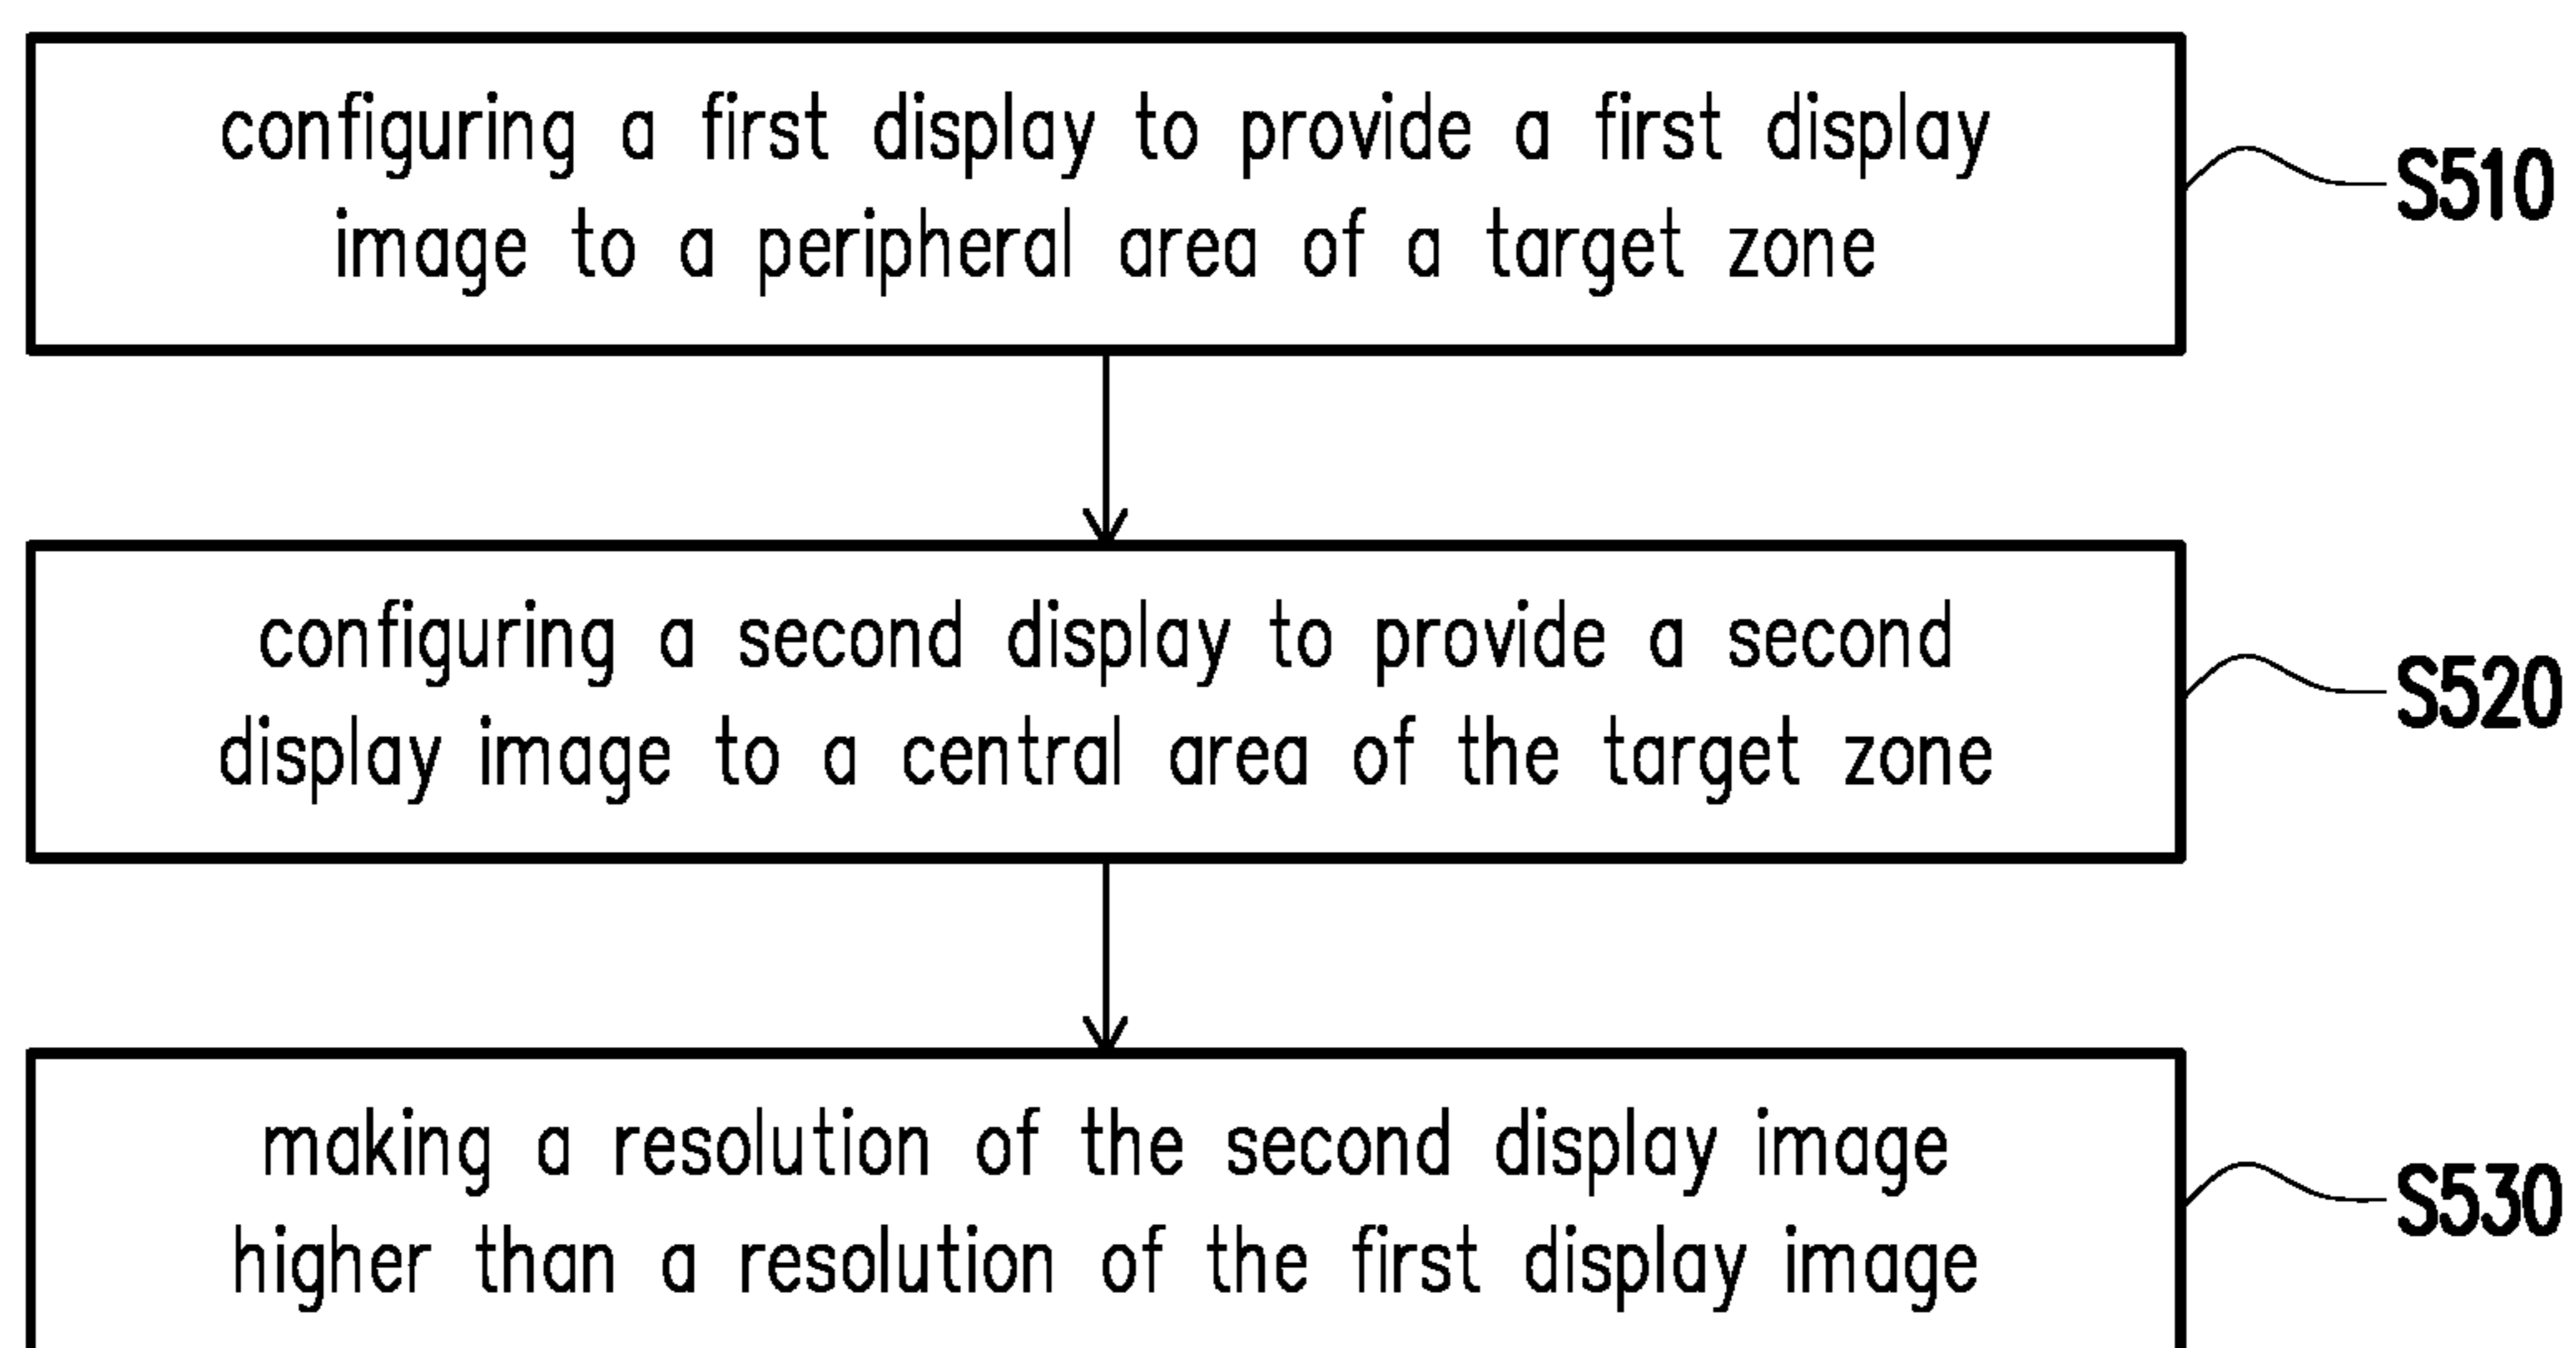 configuring a first display to provide a first display
image to a peripheral area of a target zone
S510
configuring a second display to provide a second
display image to a central area of the target zone
S520
making a resolution of the second display image
higher than a resolution of the first display image
S530